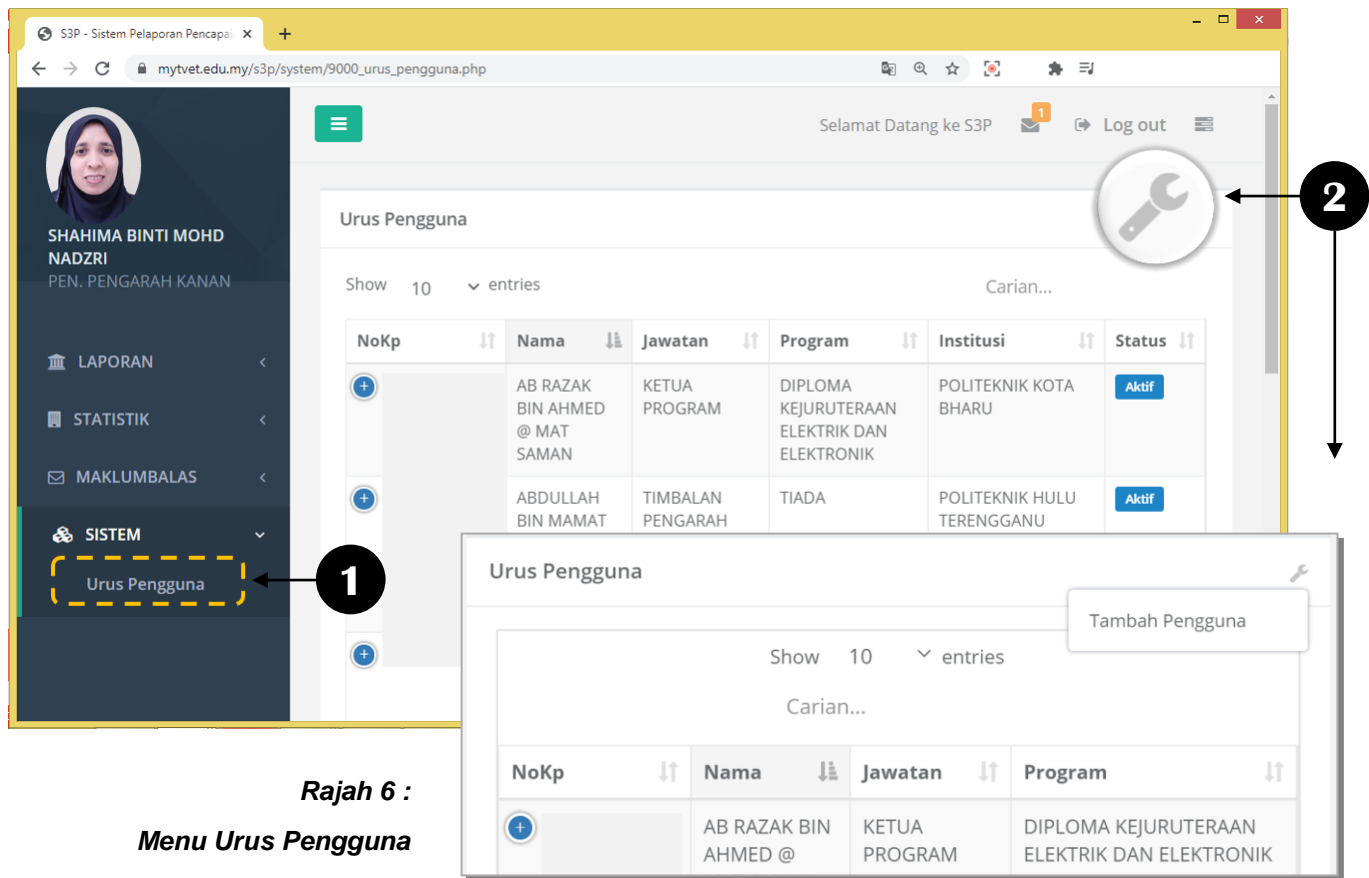 S3P - Sistem Pelaporan Pencapai
mytvet.edu.my/s3p/system/9000_urus_pengguna.php
Selamat Datang ke S3P
1
Log out
SHAHIMA BINTI MOHD
NADZRI
PEN. PENGARAH KANAN
LAPORAN
STATISTIK
MAKLUMBALAS
SISTEM
Urus Pengguna
1
2
Urus Pengguna
Show 10 entries
Carian...
NoKp Nama Jawatan Program Institusi Status
AB RAZAK KETUA DIPLOMA POLITEKNIK KOTA Aktif
BIN AHMED PROGRAM KEJURUTERAAN BHARU
@ MAT ELEKTRIK DAN
SAMAN ELEKTRONIK
ABDULLAH TIMBALAN TIADA POLITEKNIK HULU Aktif
BIN MAMAT PENGARAH TERENGGANU
Urus Pengguna
Tambah Pengguna
Show 10 entries
Carian...
NoKp Nama Jawatan Program
AB RAZAK BIN KETUA DIPLOMA KEJURUTERAAN
AHMED @ PROGRAM ELEKTRIK DAN ELEKTRONIK
Rajah 6 :
Menu Urus Pengguna